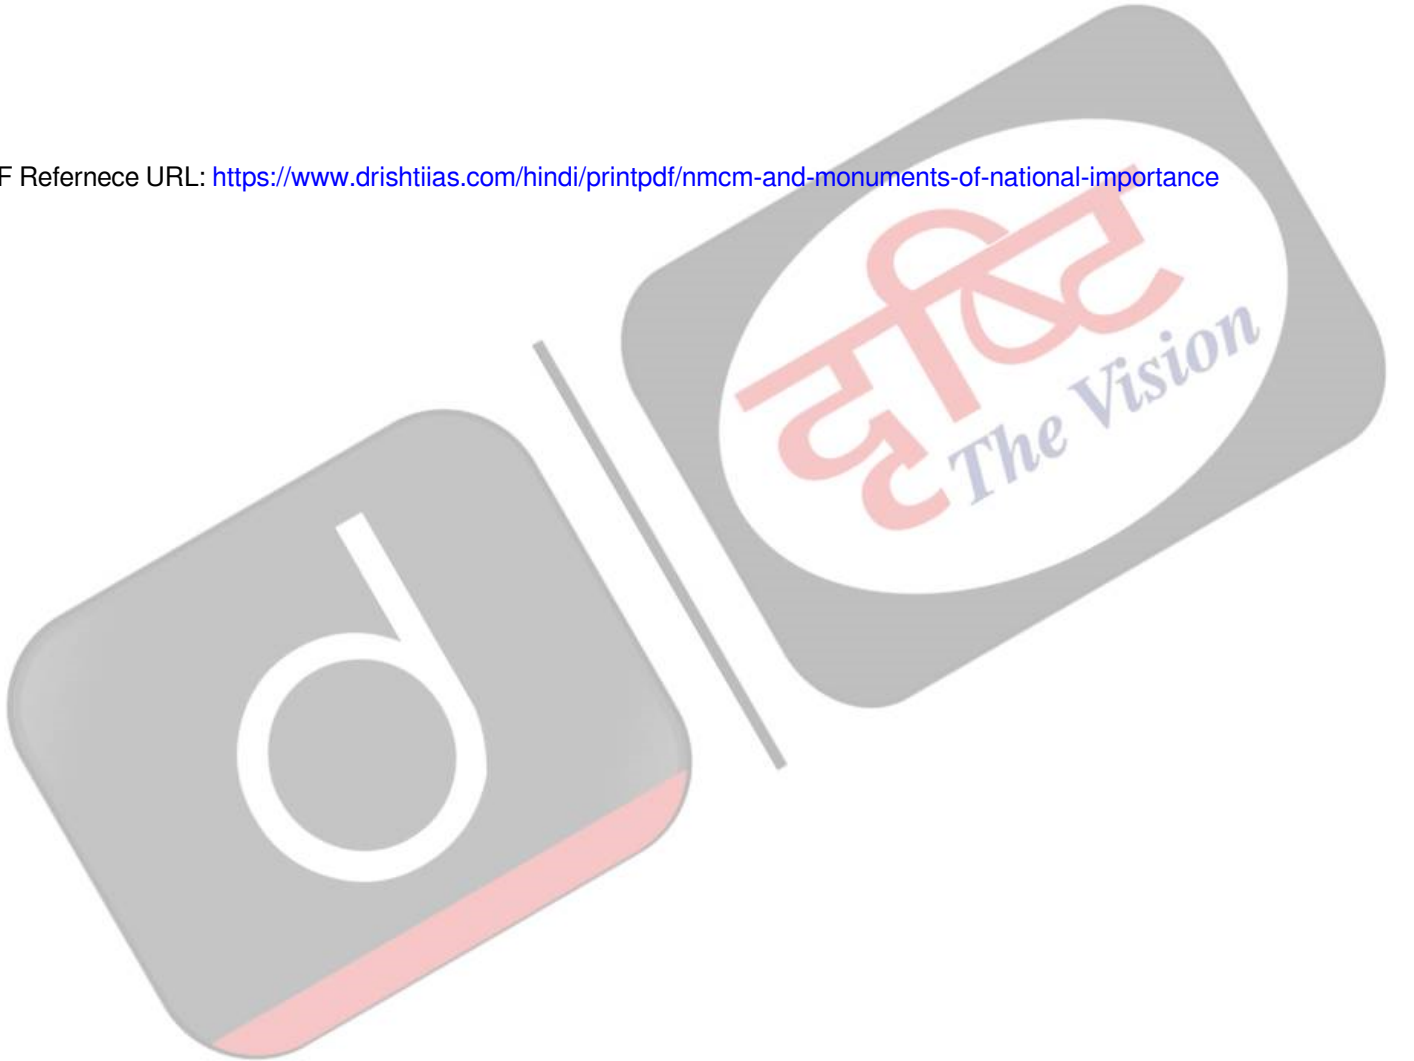 F Refernece URL: https://www.drishtiias.com/hindi/printpdf/nmcm-and-monuments-of-national-importance
दृष्टि
The Vision
d